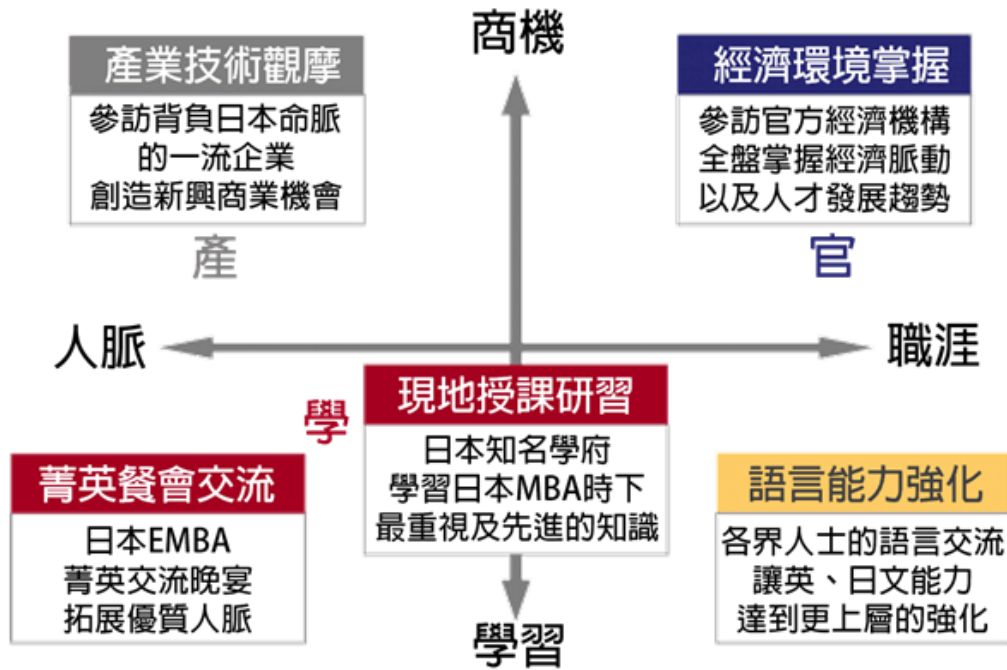 商機
產業技術觀摩
參訪背負日本命脈
的一流企業
創造新興商業機會
產
經濟環境掌握
參訪官方經濟機構
全盤掌握經濟脈動
以及人才發展趨勢
官
人脈
職涯
學
現地授課研習
日本知名學府
學習日本MBA時下
最重視及先進的知識
菁英餐會交流
日本EMBA
菁英交流晚宴
拓展優質人脈
語言能力強化
各界人士的語言交流
讓英、日文能力
達到更上層的強化
學習